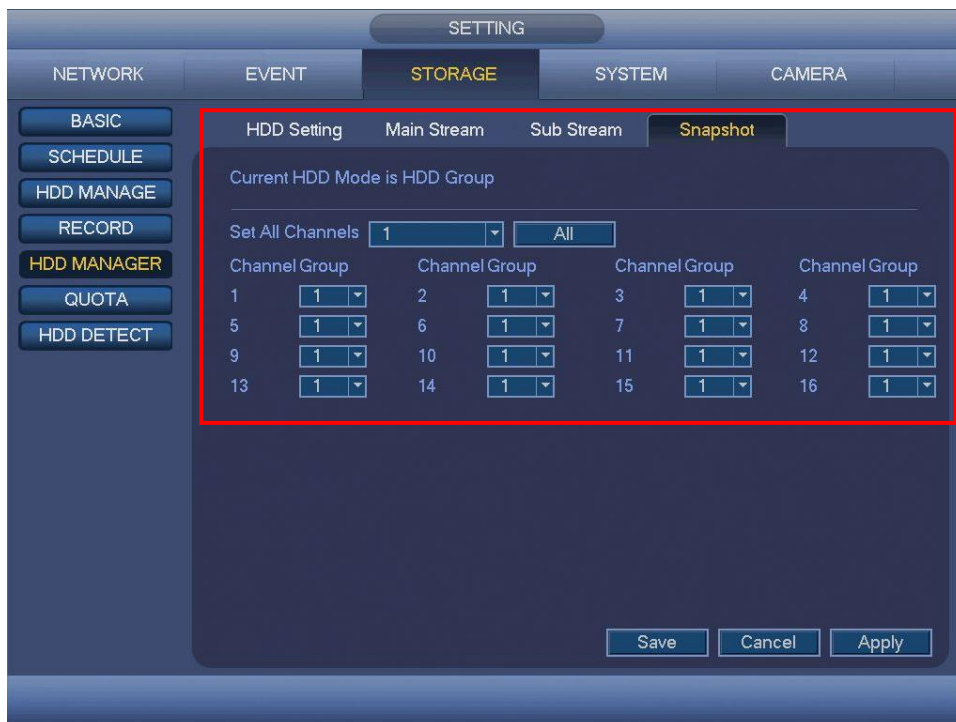 SETTING
NETWORK EVENT STORAGE SYSTEM CAMERA
BASIC
SCHEDULE
HDD MANAGE
RECORD
HDD MANAGER
QUOTA
HDD DETECT
HDD Setting Main Stream Sub Stream Snapshot
Current HDD Mode is HDD Group
Set All Channels 1 All
Channel Group Channel Group Channel Group Channel Group
1 1 2 1 3 1 4 1
5 1 6 1 7 1 8 1
9 1 10 1 11 1 12 1
13 1 14 1 15 1 16 1
Save Cancel Apply